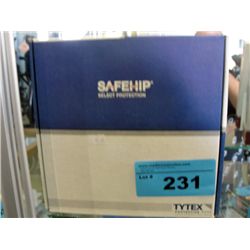 SAFEHIP®
SELECT PROTECTION
Lot # 231
TYTEX